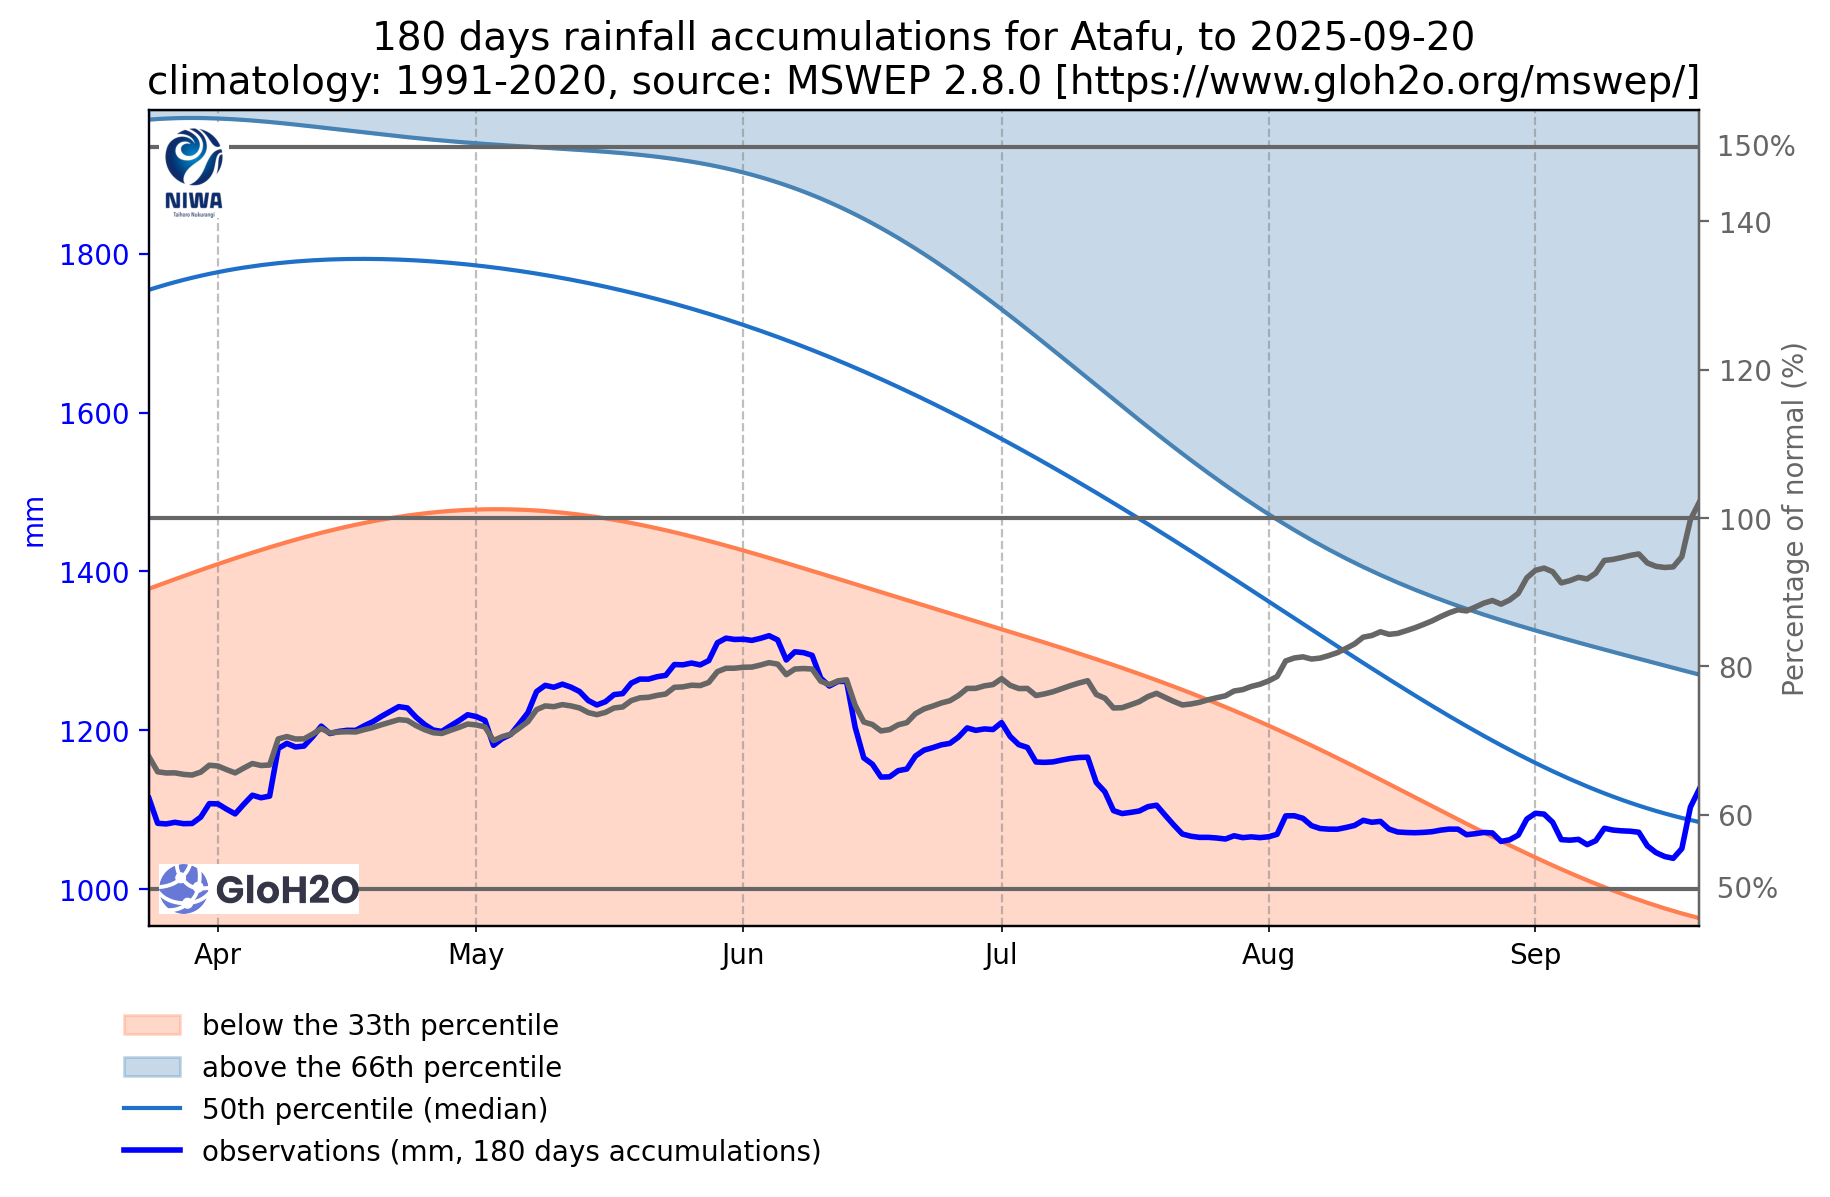 180 days rainfall accumulations for Atafu, to 2025-09-20
climatology: 1991-2020, source: MSWEP 2.8.0 [https://www.gloh2o.org/mswep/]
NIWA
Taihoro Nukurangi
mm
1800
1600
1400
1200
1000
150%
140
120
100
80
60
50%
Percentage of normal (%)
GloH2O
Apr
May
Jun
Jul
Aug
Sep
below the 33th percentile
above the 66th percentile
50th percentile (median)
observations (mm, 180 days accumulations)